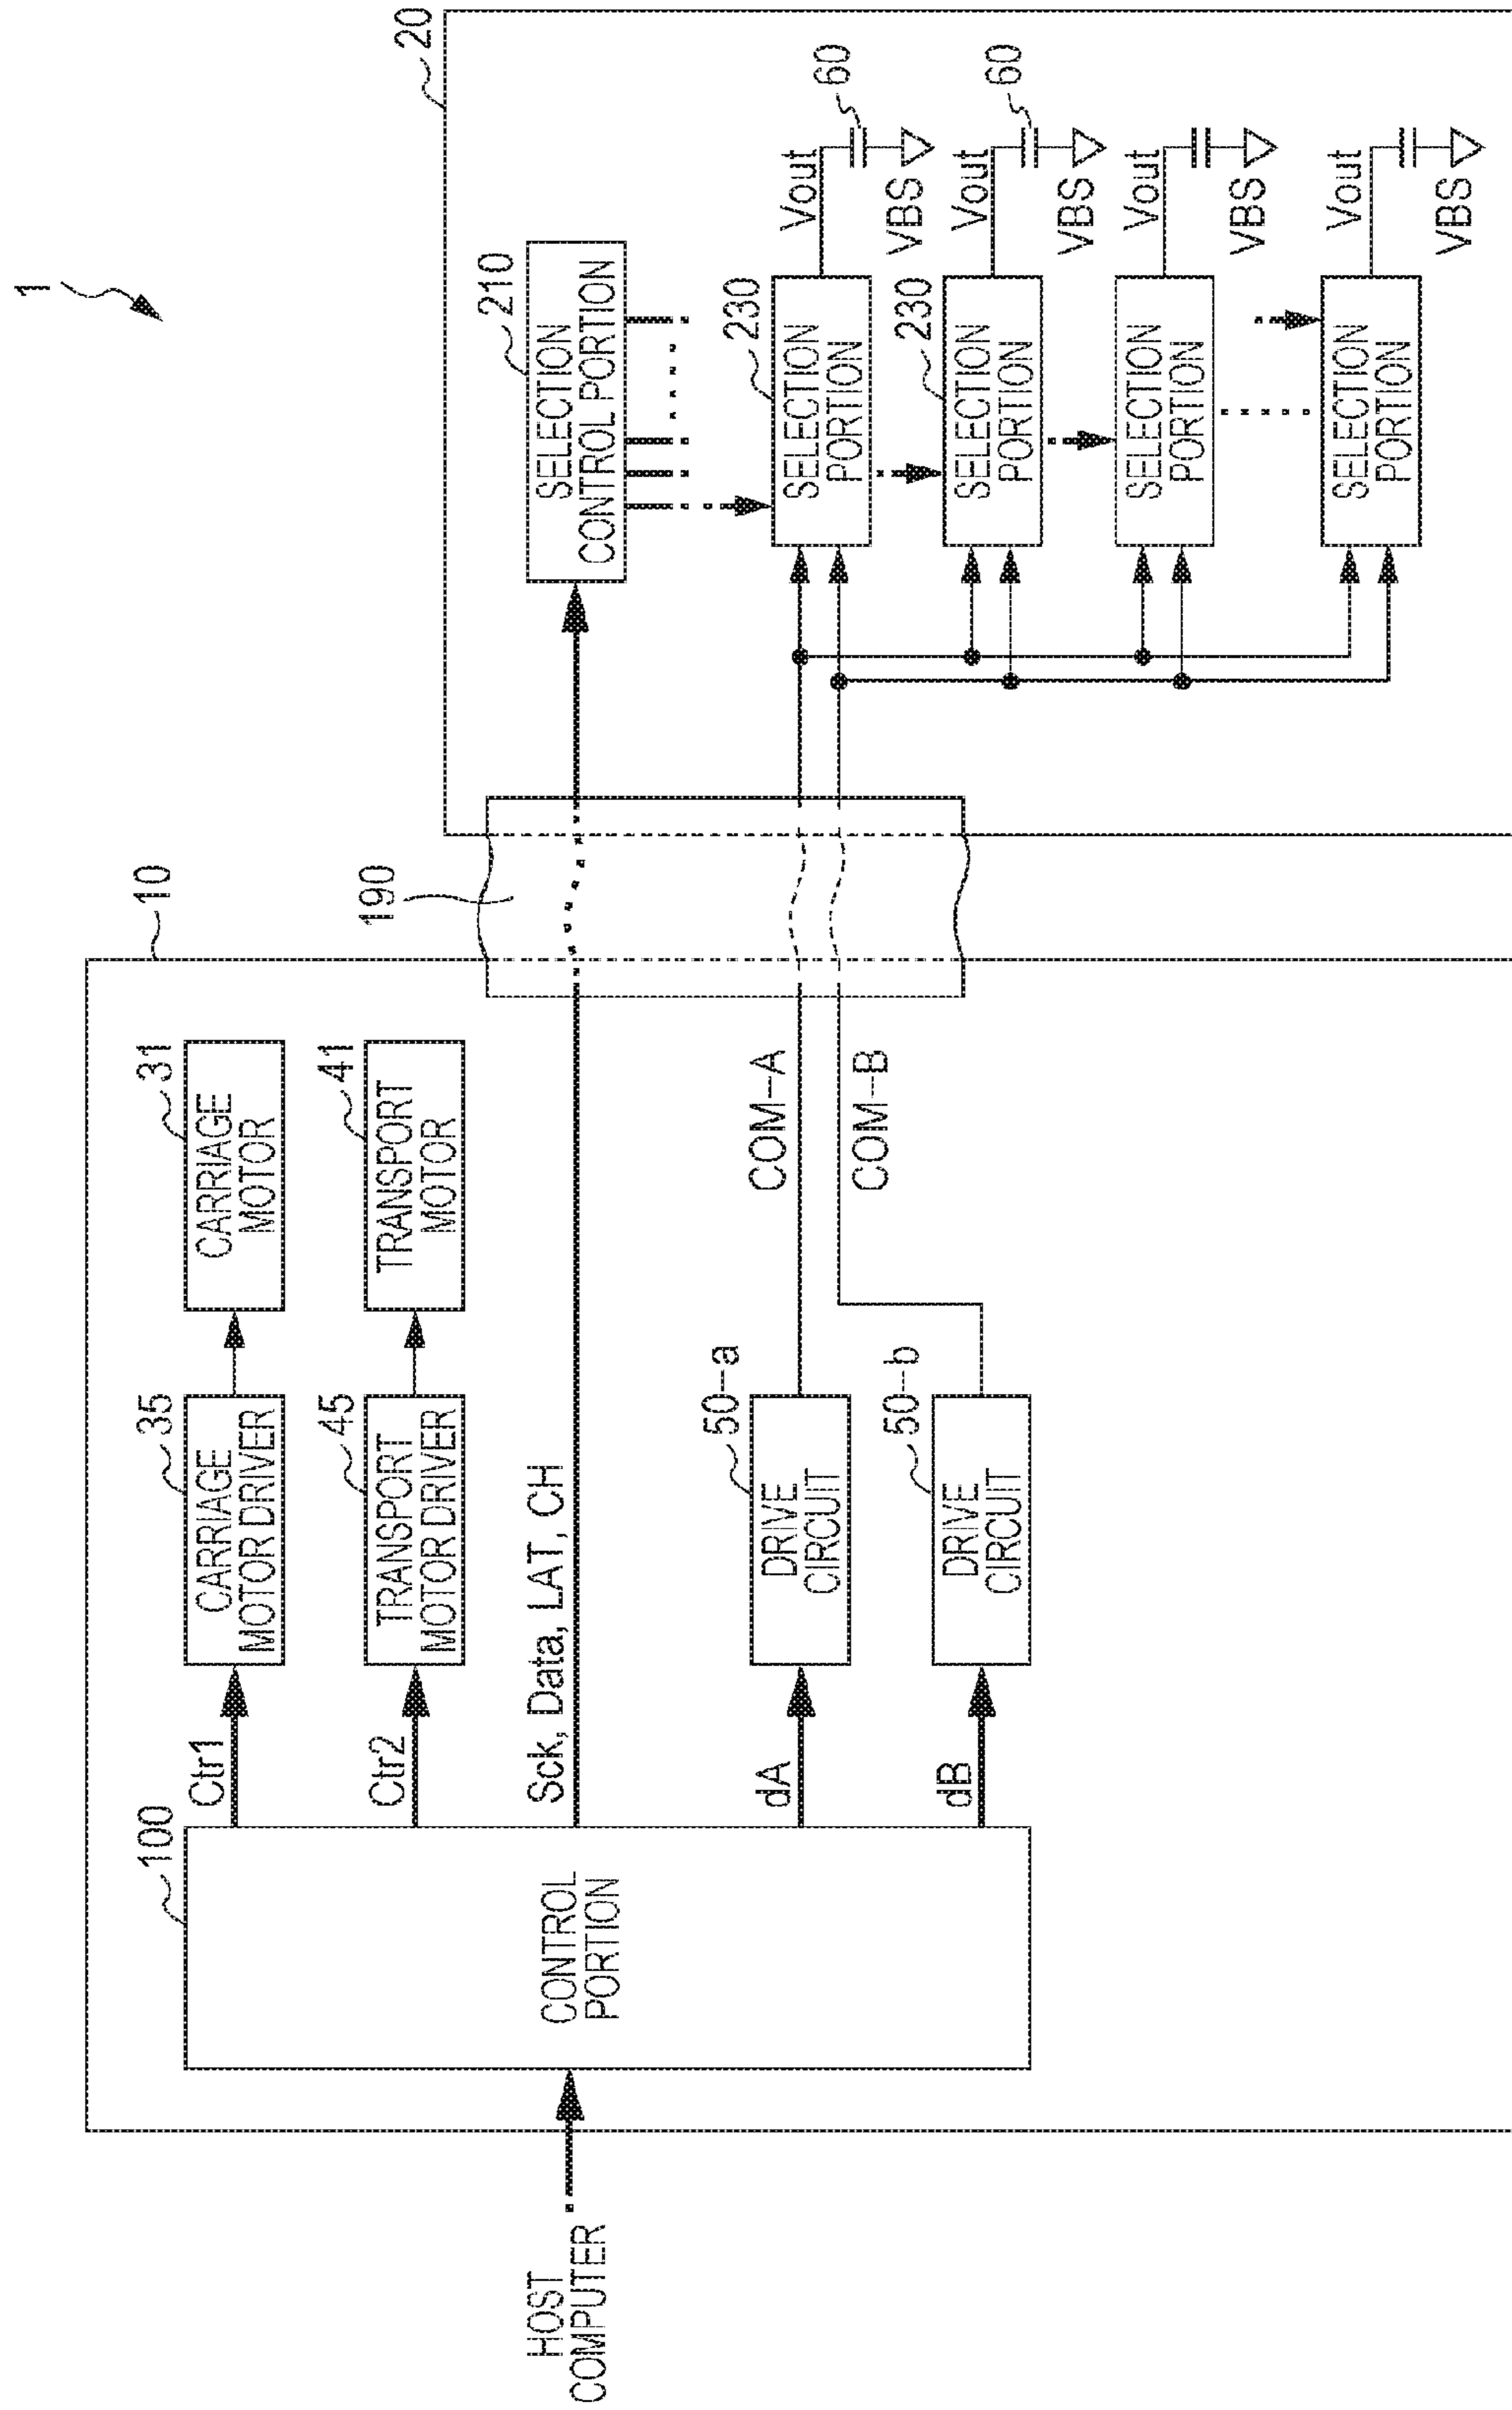 1
10
20
100
Ctr1
35
CARRIAGE
MOTOR DRIVER
31
CARRIAGE
MOTOR
Ctr2
45
TRANSPORT
MOTOR DRIVER
41
TRANSPORT
MOTOR
190
210
SELECTION
CONTROL PORTION
HOST
COMPUTER
CONTROL
PORTION
Sck, Data, LAT, CH
dA
50-a
DRIVE
CIRCUIT
COM-A
230
SELECTION
PORTION
Vout
60
VBS
dB
50-b
DRIVE
CIRCUIT
COM-B
230
SELECTION
PORTION
Vout
60
VBS
SELECTION
PORTION
Vout
VBS
SELECTION
PORTION
Vout
VBS